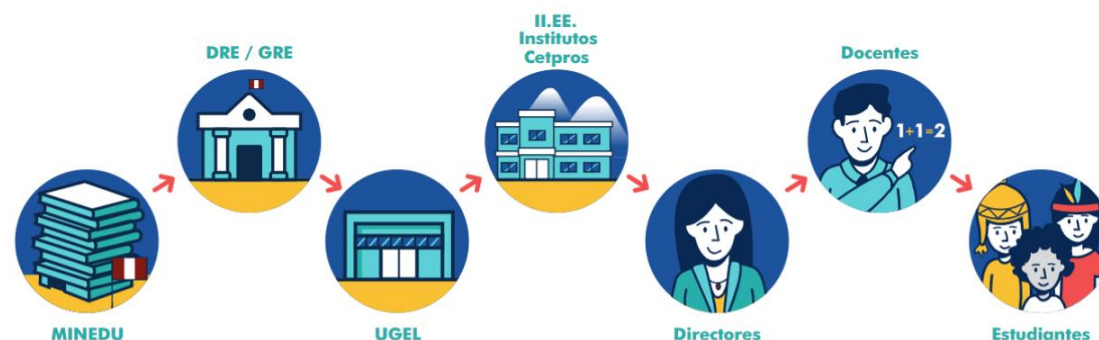 MINEDU
DRE / GRE
UGEL
II.EE.
Institutos
Cetpros
Directores
Docentes
1+1=2
Estudiantes